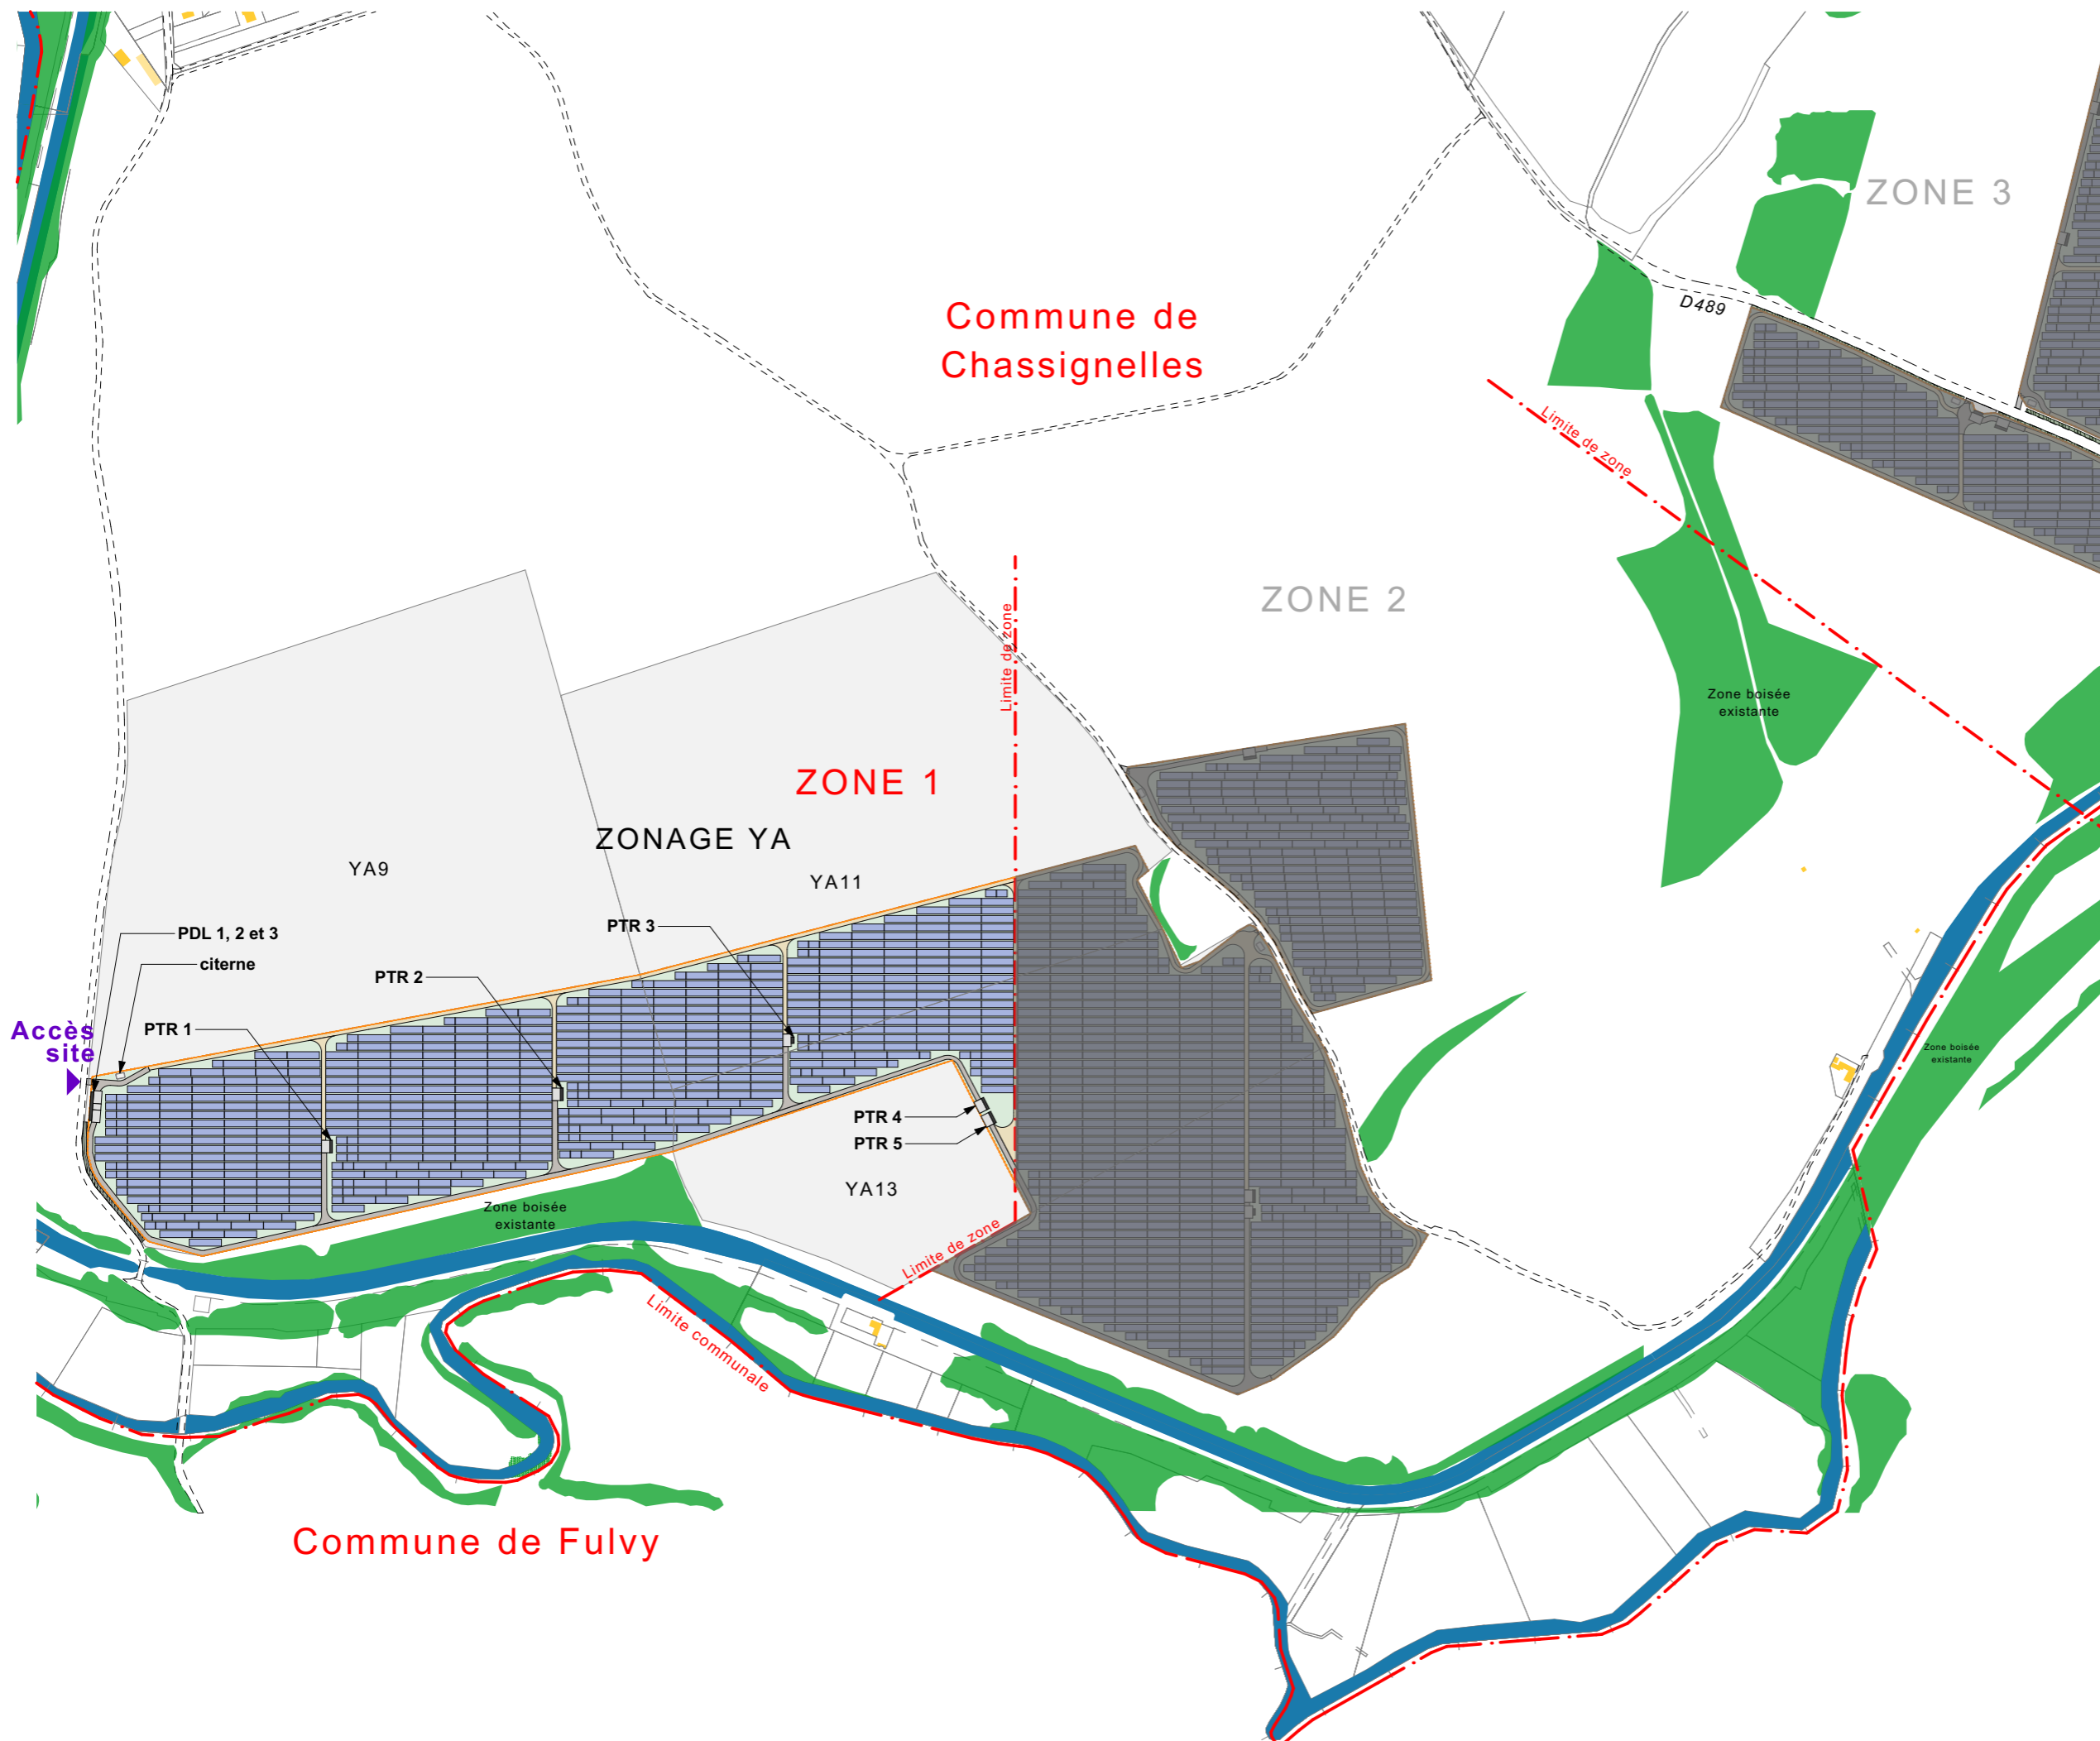 ZONE 3
D489
Commune de
Chassignelles
Limite de zone
ZONE 2
Limite de zone
Zone boisée
existante
ZONE 1
ZONAGE YA
YA9
YA11
PTR 3
PDL 1, 2 et 3
citerne
PTR 2
PTR 1
Accès
site
Zone boisée
existante
PTR 4
PTR 5
YA13
Zone boisée
existante
Limite de zone
Limite communale
Commune de Fulvy